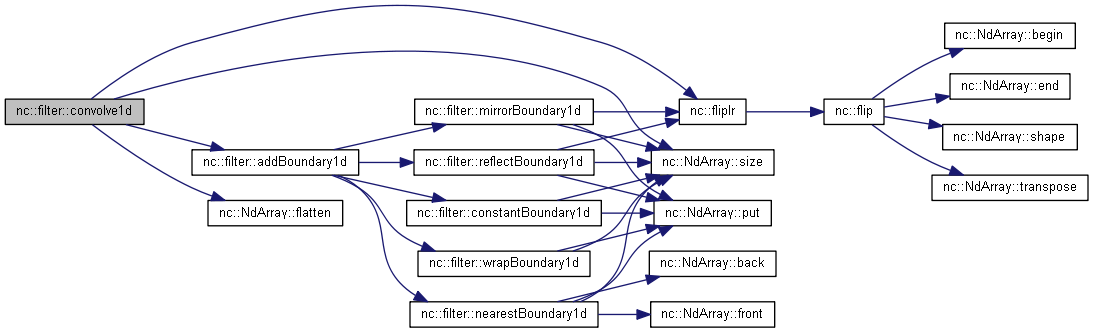 nc::filter::convolve1d
nc::filter::addBoundary1d
nc::NdArray::flatten
nc::filter::mirrorBoundary1d
nc::filter::reflectBoundary1d
nc::filter::constantBoundary1d
nc::filter::wrapBoundary1d
nc::filter::nearestBoundary1d
nc::fliplr
nc::NdArray::size
nc::NdArray::put
nc::NdArray::back
nc::NdArray::front
nc::flip
nc::NdArray::begin
nc::NdArray::end
nc::NdArray::shape
nc::NdArray::transpose